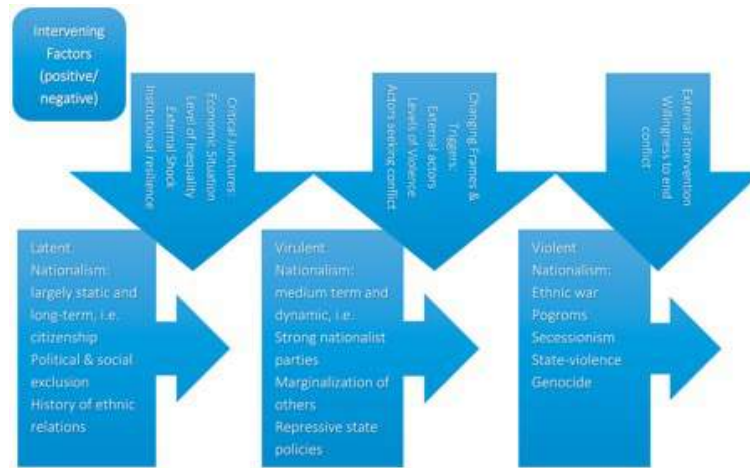 Intervening
Factors
(positive/
negative)
Critical Junctures:
Economic Situation
Level of Inequality
External Shock
Institutional resilience
Changing Frames &
Triggers:
External actors
Levels of Violence
Actors seeking conflict
External intervention
Willingness to end
conflict
Latent
Nationalism:
largely static and
long-term, i.e.
citizenship
Political & social
exclusion
History of ethnic
relations
Virulent
Nationalism:
medium term and
dynamic, i.e.
Strong nationalist
parties
Marginalization of
others
Repressive state
policies
Violent
Nationalism:
Ethnic war
Pogroms
Secessionism
State-violence
Genocide